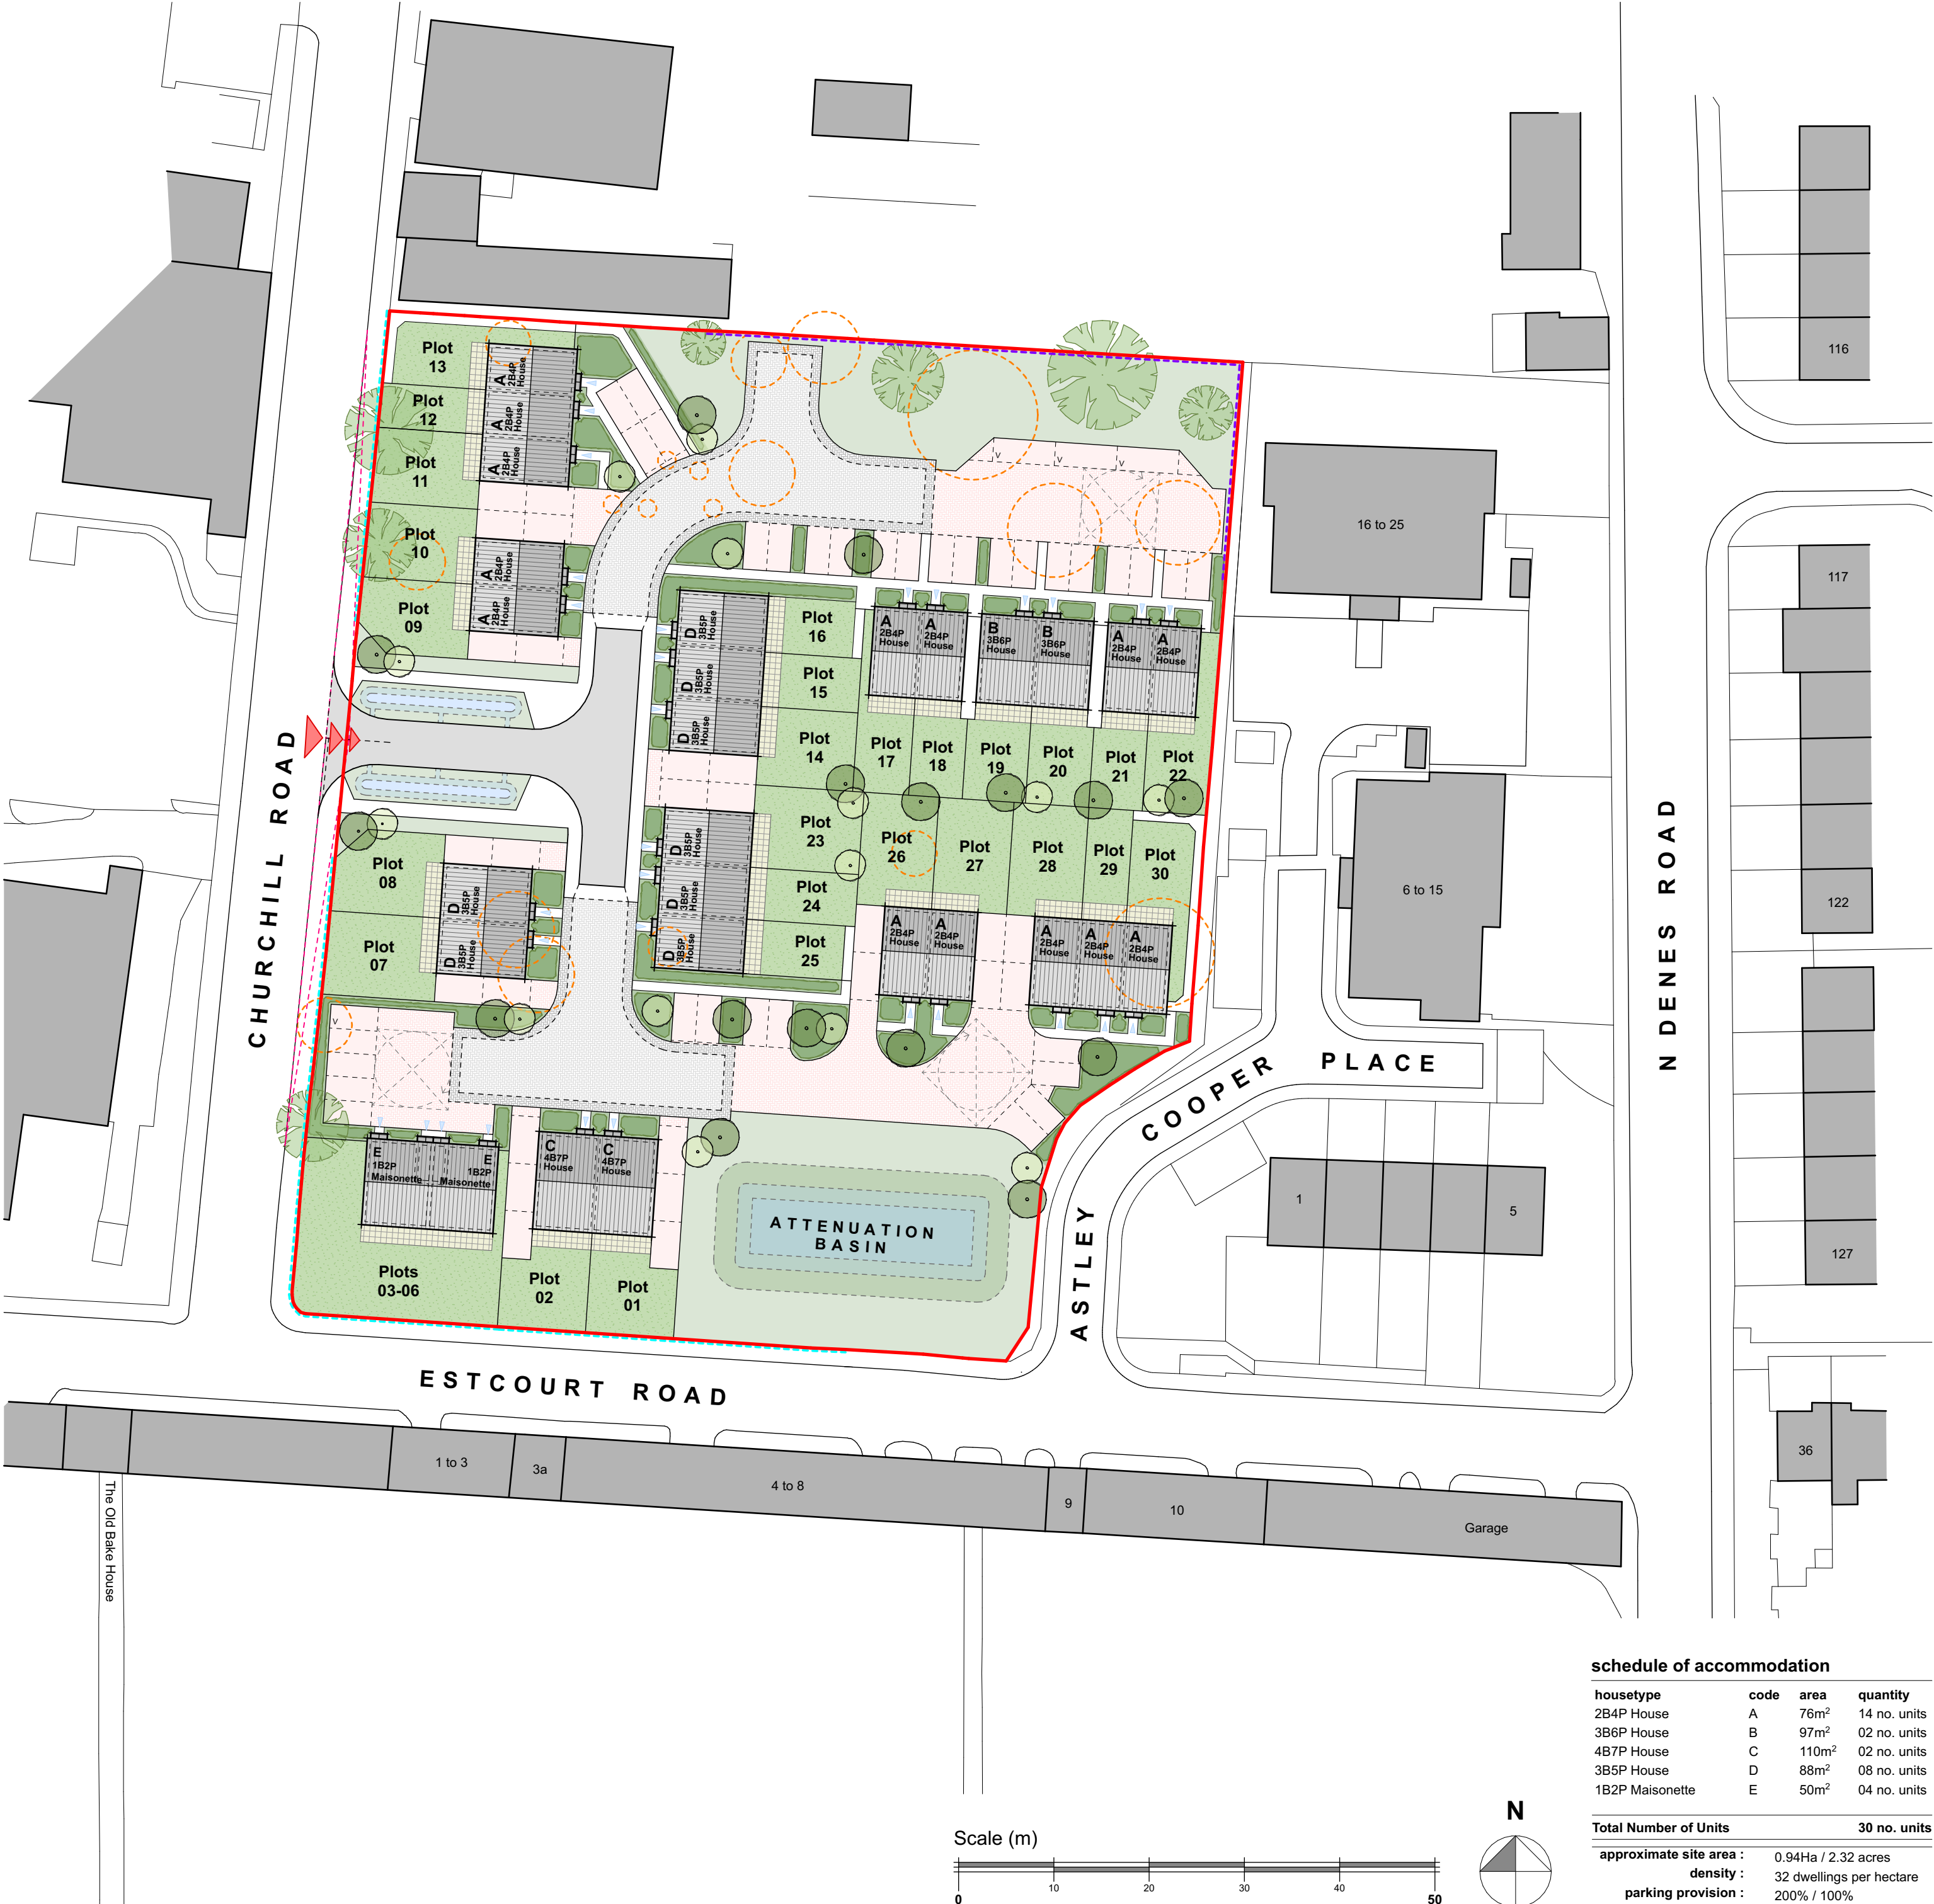 116
117
122
127
36
16 to 25
6 to 15
1
5
CHURCHILL ROAD
N DENES ROAD
COOPER PLACE
ASTLEY
ESTCOURT ROAD
The Old Bake House
1 to 3
3a
4 to 8
9
10
Garage
Plot
13
Plot
12
Plot
11
Plot
10
Plot
09
A
2B4P
House
A
2B4P
House
A
2B4P
House
A
2B4P
House
A
2B4P
House
Plot
16
Plot
15
Plot
14
D
3B5P
House
D
3B5P
House
D
3B5P
House
A
2B4P
House
A
2B4P
House
B
3B6P
House
B
3B6P
House
A
2B4P
House
A
2B4P
House
V
V
V
Plot
17
Plot
18
Plot
19
Plot
20
Plot
21
Plot
22
Plot
23
Plot
24
Plot
25
D
3B5P
House
D
3B5P
House
D
3B5P
House
Plot
26
Plot
27
Plot
28
Plot
29
Plot
30
A
2B4P
House
A
2B4P
House
A
2B4P
House
A
2B4P
House
A
2B4P
House
Plot
08
Plot
07
D
3B5P
House
D
3B5P
House
V
E
1B2P
Maisonette
E
1B2P
Maisonette
C
4B7P
House
C
4B7P
House
Plots
03-06
Plot
02
Plot
01
ATTENUATION
BASIN
schedule of accommodation
housetype code area quantity
2B4P House A 76m² 14 no. units
3B6P House B 97m² 02 no. units
4B7P House C 110m² 02 no. units
3B5P House D 88m² 08 no. units
1B2P Maisonette E 50m² 04 no. units
Total Number of Units 30 no. units
approximate site area : 0.94Ha / 2.32 acres
density : 32 dwellings per hectare
parking provision : 200% / 100%
N
Scale (m)
0 10 20 30 40 50